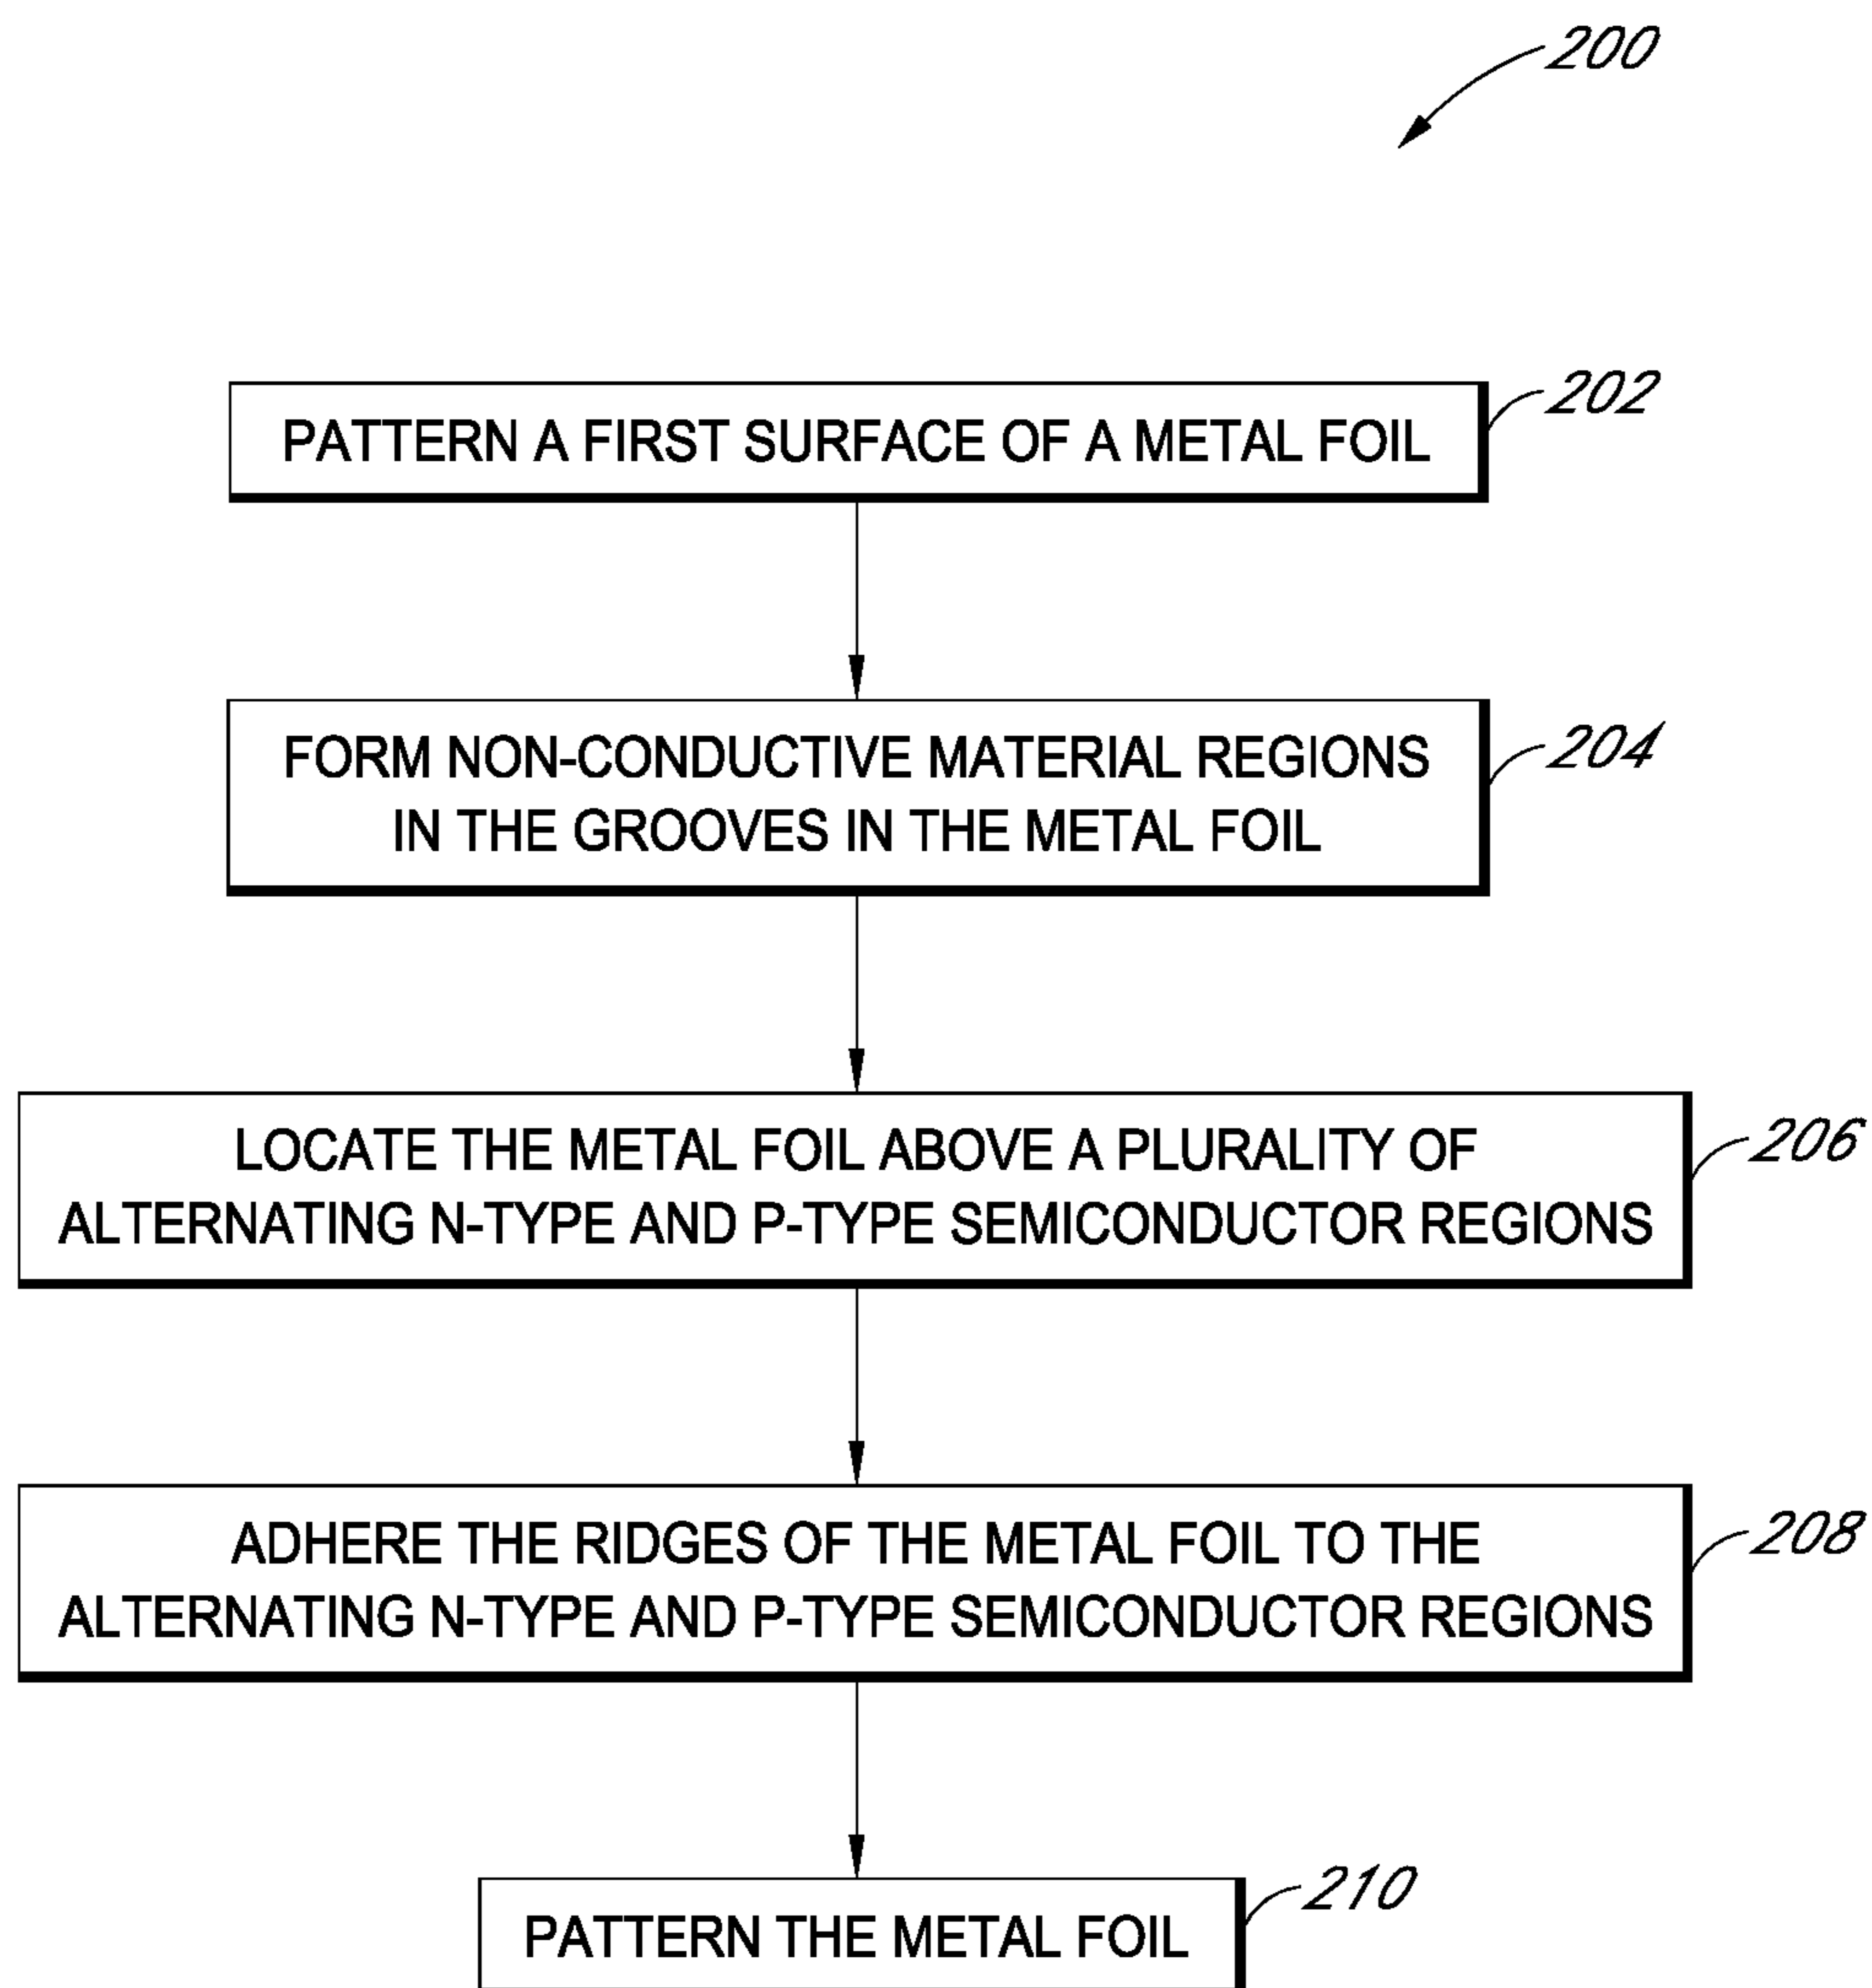 200
202
PATTERN A FIRST SURFACE OF A METAL FOIL
204
FORM NON-CONDUCTIVE MATERIAL REGIONS
IN THE GROOVES IN THE METAL FOIL
206
LOCATE THE METAL FOIL ABOVE A PLURALITY OF
ALTERNATING N-TYPE AND P-TYPE SEMICONDUCTOR REGIONS
208
ADHERE THE RIDGES OF THE METAL FOIL TO THE
ALTERNATING N-TYPE AND P-TYPE SEMICONDUCTOR REGIONS
210
PATTERN THE METAL FOIL